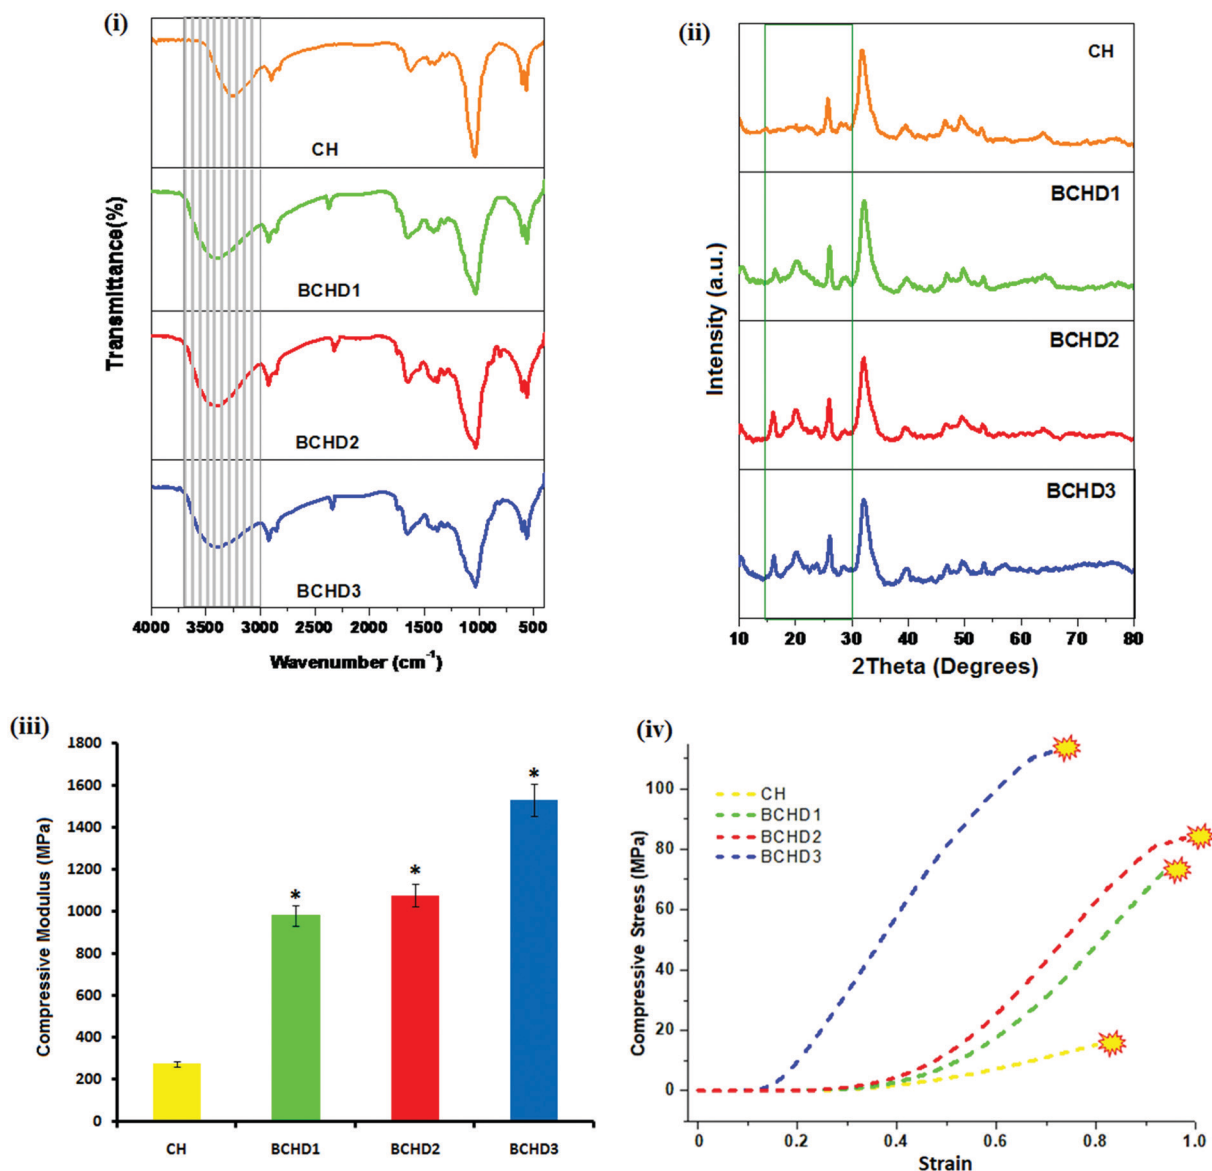 (i)
Transmittance(%)
CH
BCHD1
BCHD2
BCHD3
4000 3500 3000 2500 2000 1500 1000 500
Wavenumber (cm⁻¹)
(ii)
Intensity (a.u.)
CH
BCHD1
BCHD2
BCHD3
10 20 30 40 50 60 70 80
2Theta (Degrees)
(iii)
Compressive Modulus (MPa)
1800
1600
1400
1200
1000
800
600
400
200
0
* * *
CH BCHD1 BCHD2 BCHD3
(iv)
Compressive Stress (MPa)
100
80
60
40
20
0
CH
BCHD1
BCHD2
BCHD3
0 0.2 0.4 0.6 0.8 1.0
Strain